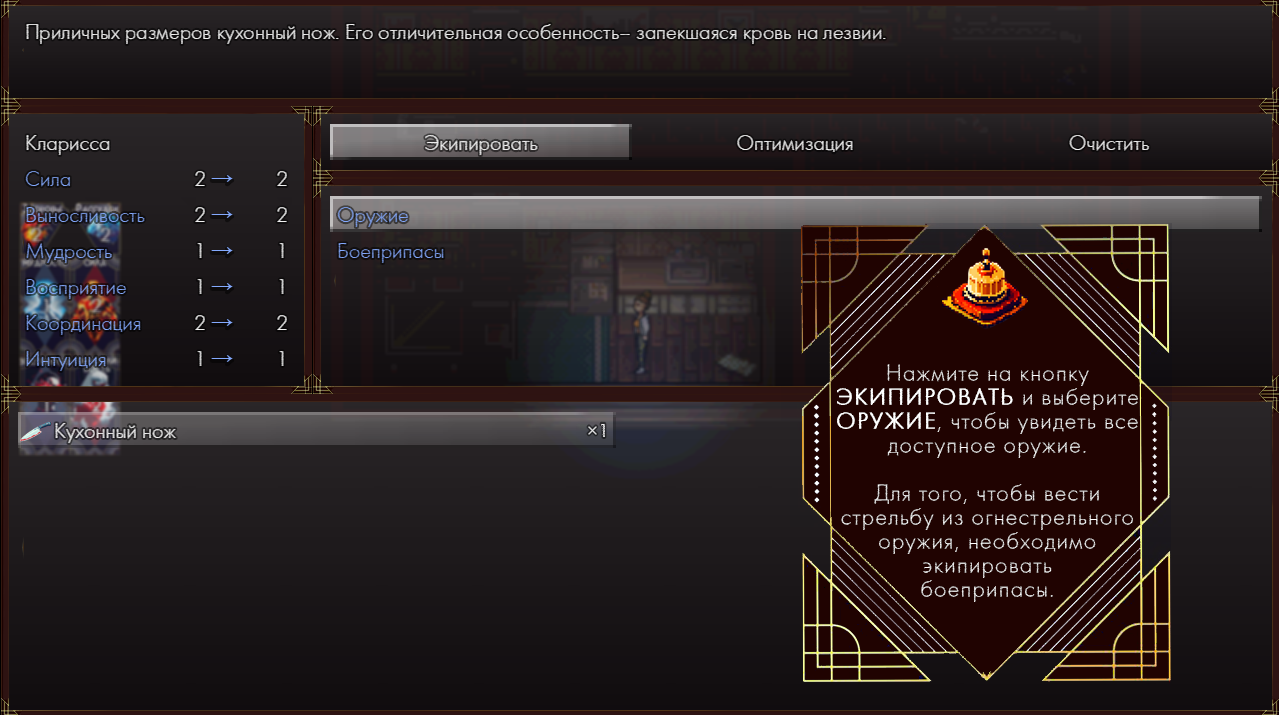 Приличных размеров кухонный нож. Его отличительная особенность– запекшаяся кровь на лезвии.
Кларисса
Сила 2 → 2
Выносливость 2 → 2
Мудрость 1 → 1
Восприятие 1 → 1
Координация 2 → 2
Интуиция 1 → 1
Экипировать Оптимизация Очистить
Оружие
Боеприпасы
Кухонный нож ×1
Нажмите на кнопку
ЭКИПИРОВАТЬ и выберите
ОРУЖИЕ, чтобы увидеть все
доступное оружие.
Для того, чтобы вести
стрельбу из огнестрельного
оружия, необходимо
экипировать
боеприпасы.